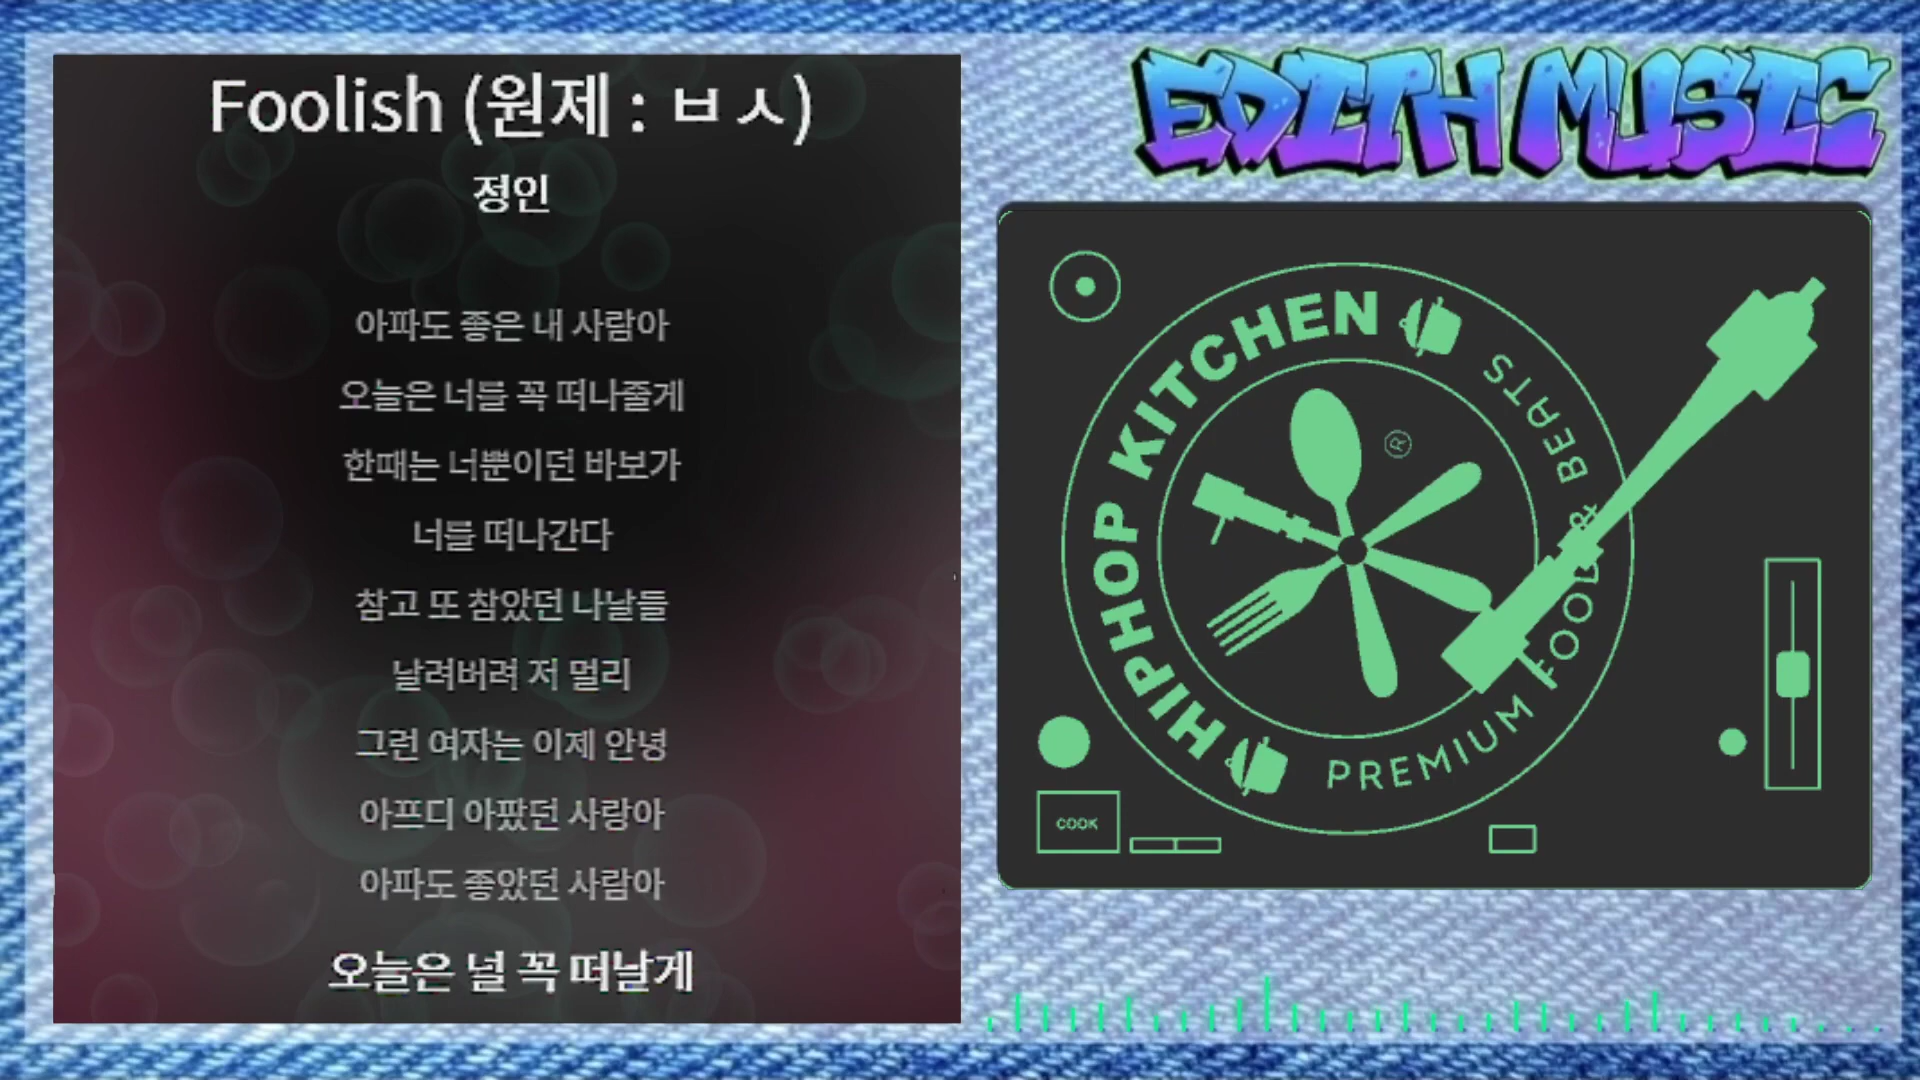 Foolish (원제 : ㅂㅅ)
정인
아파도 좋은 내 사람아
오늘은 너를 꼭 떠나줄게
한때는 너뿐이던 바보가
너를 떠나간다
참고 또 참았던 나날들
날려버려 저 멀리
그런 여자는 이제 안녕
아프디 아팠던 사랑아
아파도 좋았던 사람아
오늘은 널 꼭 떠날게
EDITH MUSIC
HIPHOP KITCHEN
PREMIUM FOOD & BEATS
®
COOK